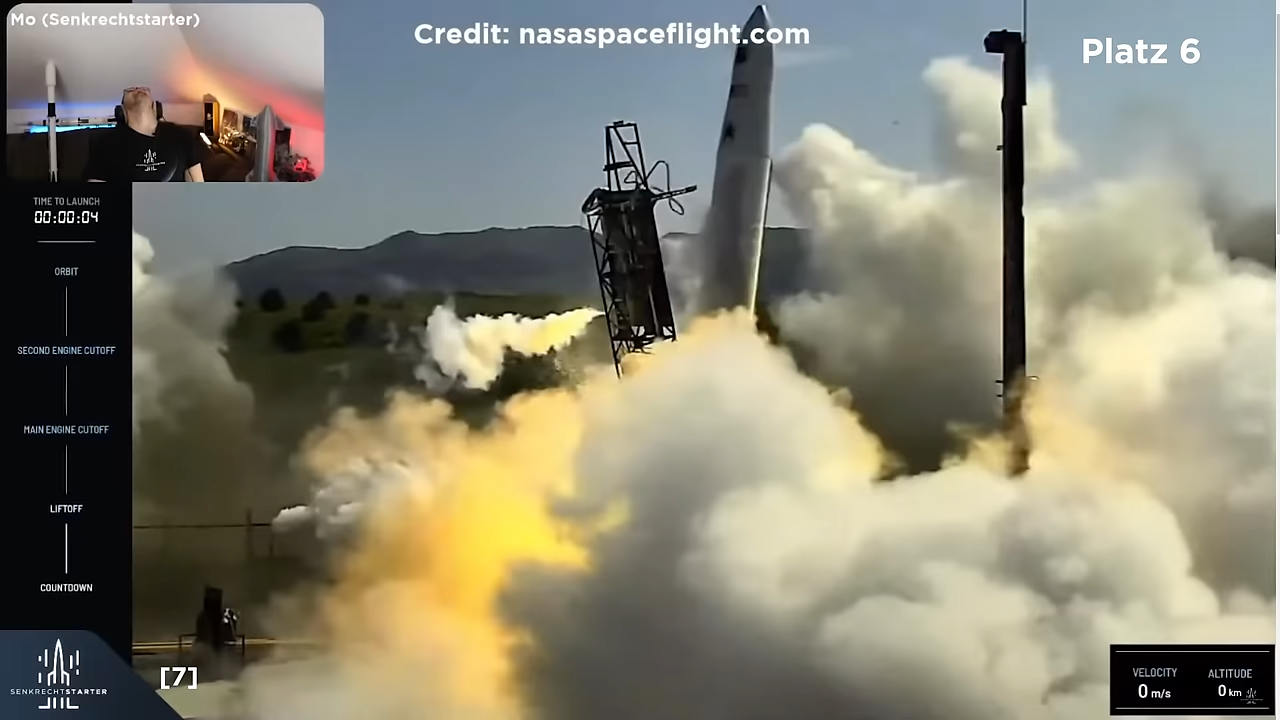 Mo (Senkrechtstarter)
Credit: nasaspaceflight.com
Platz 6
TIME TO LAUNCH
00:00:04
ORBIT
SECOND ENGINE CUTOFF
MAIN ENGINE CUTOFF
LIFTOFF
COUNTDOWN
SENKRECHTSTARTER
[7]
VELOCITY
0 m/s
ALTITUDE
0 km